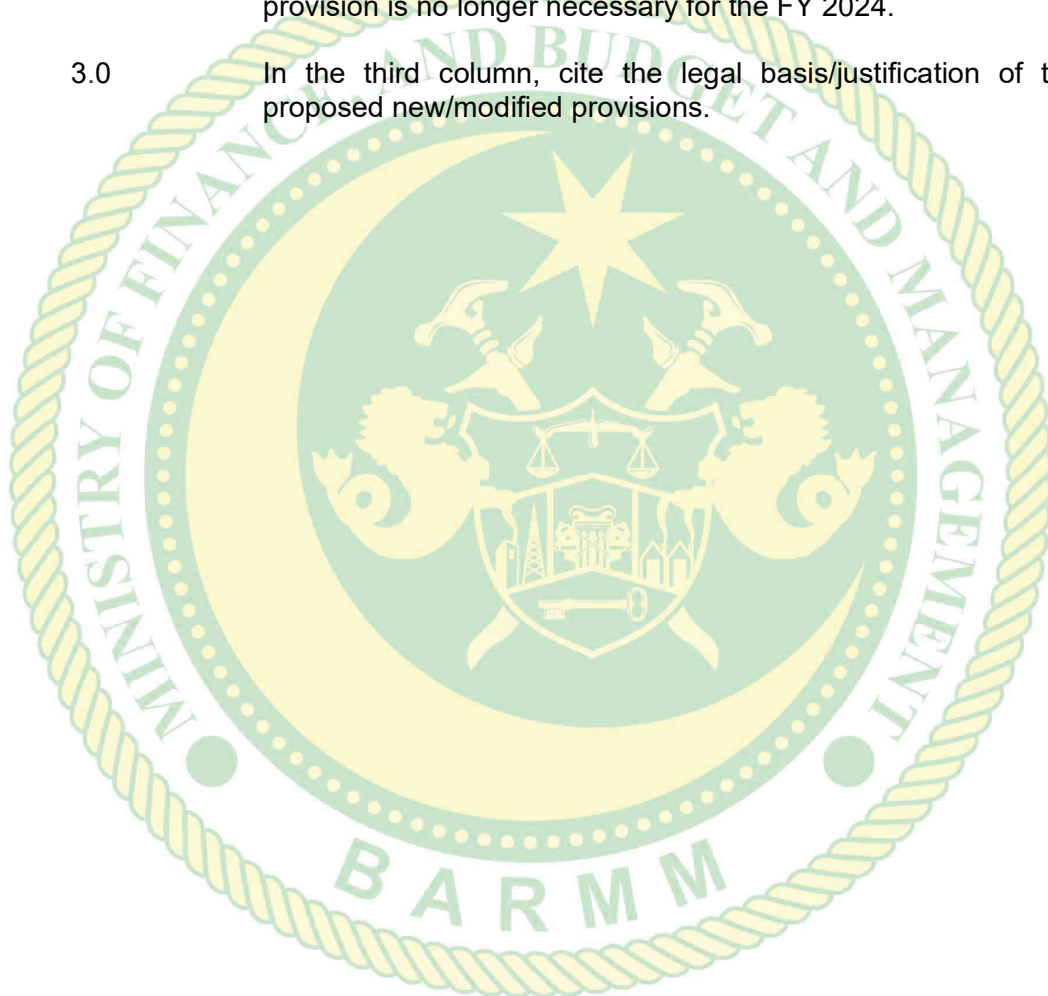 provision is no longer necessary for the FY 2024.
3.0 In the third column, cite the legal basis/justification of t
proposed new/modified provisions.
MINISTRY OF FINANCE, AND BUDGET AND MANAGEMENT
BARMM